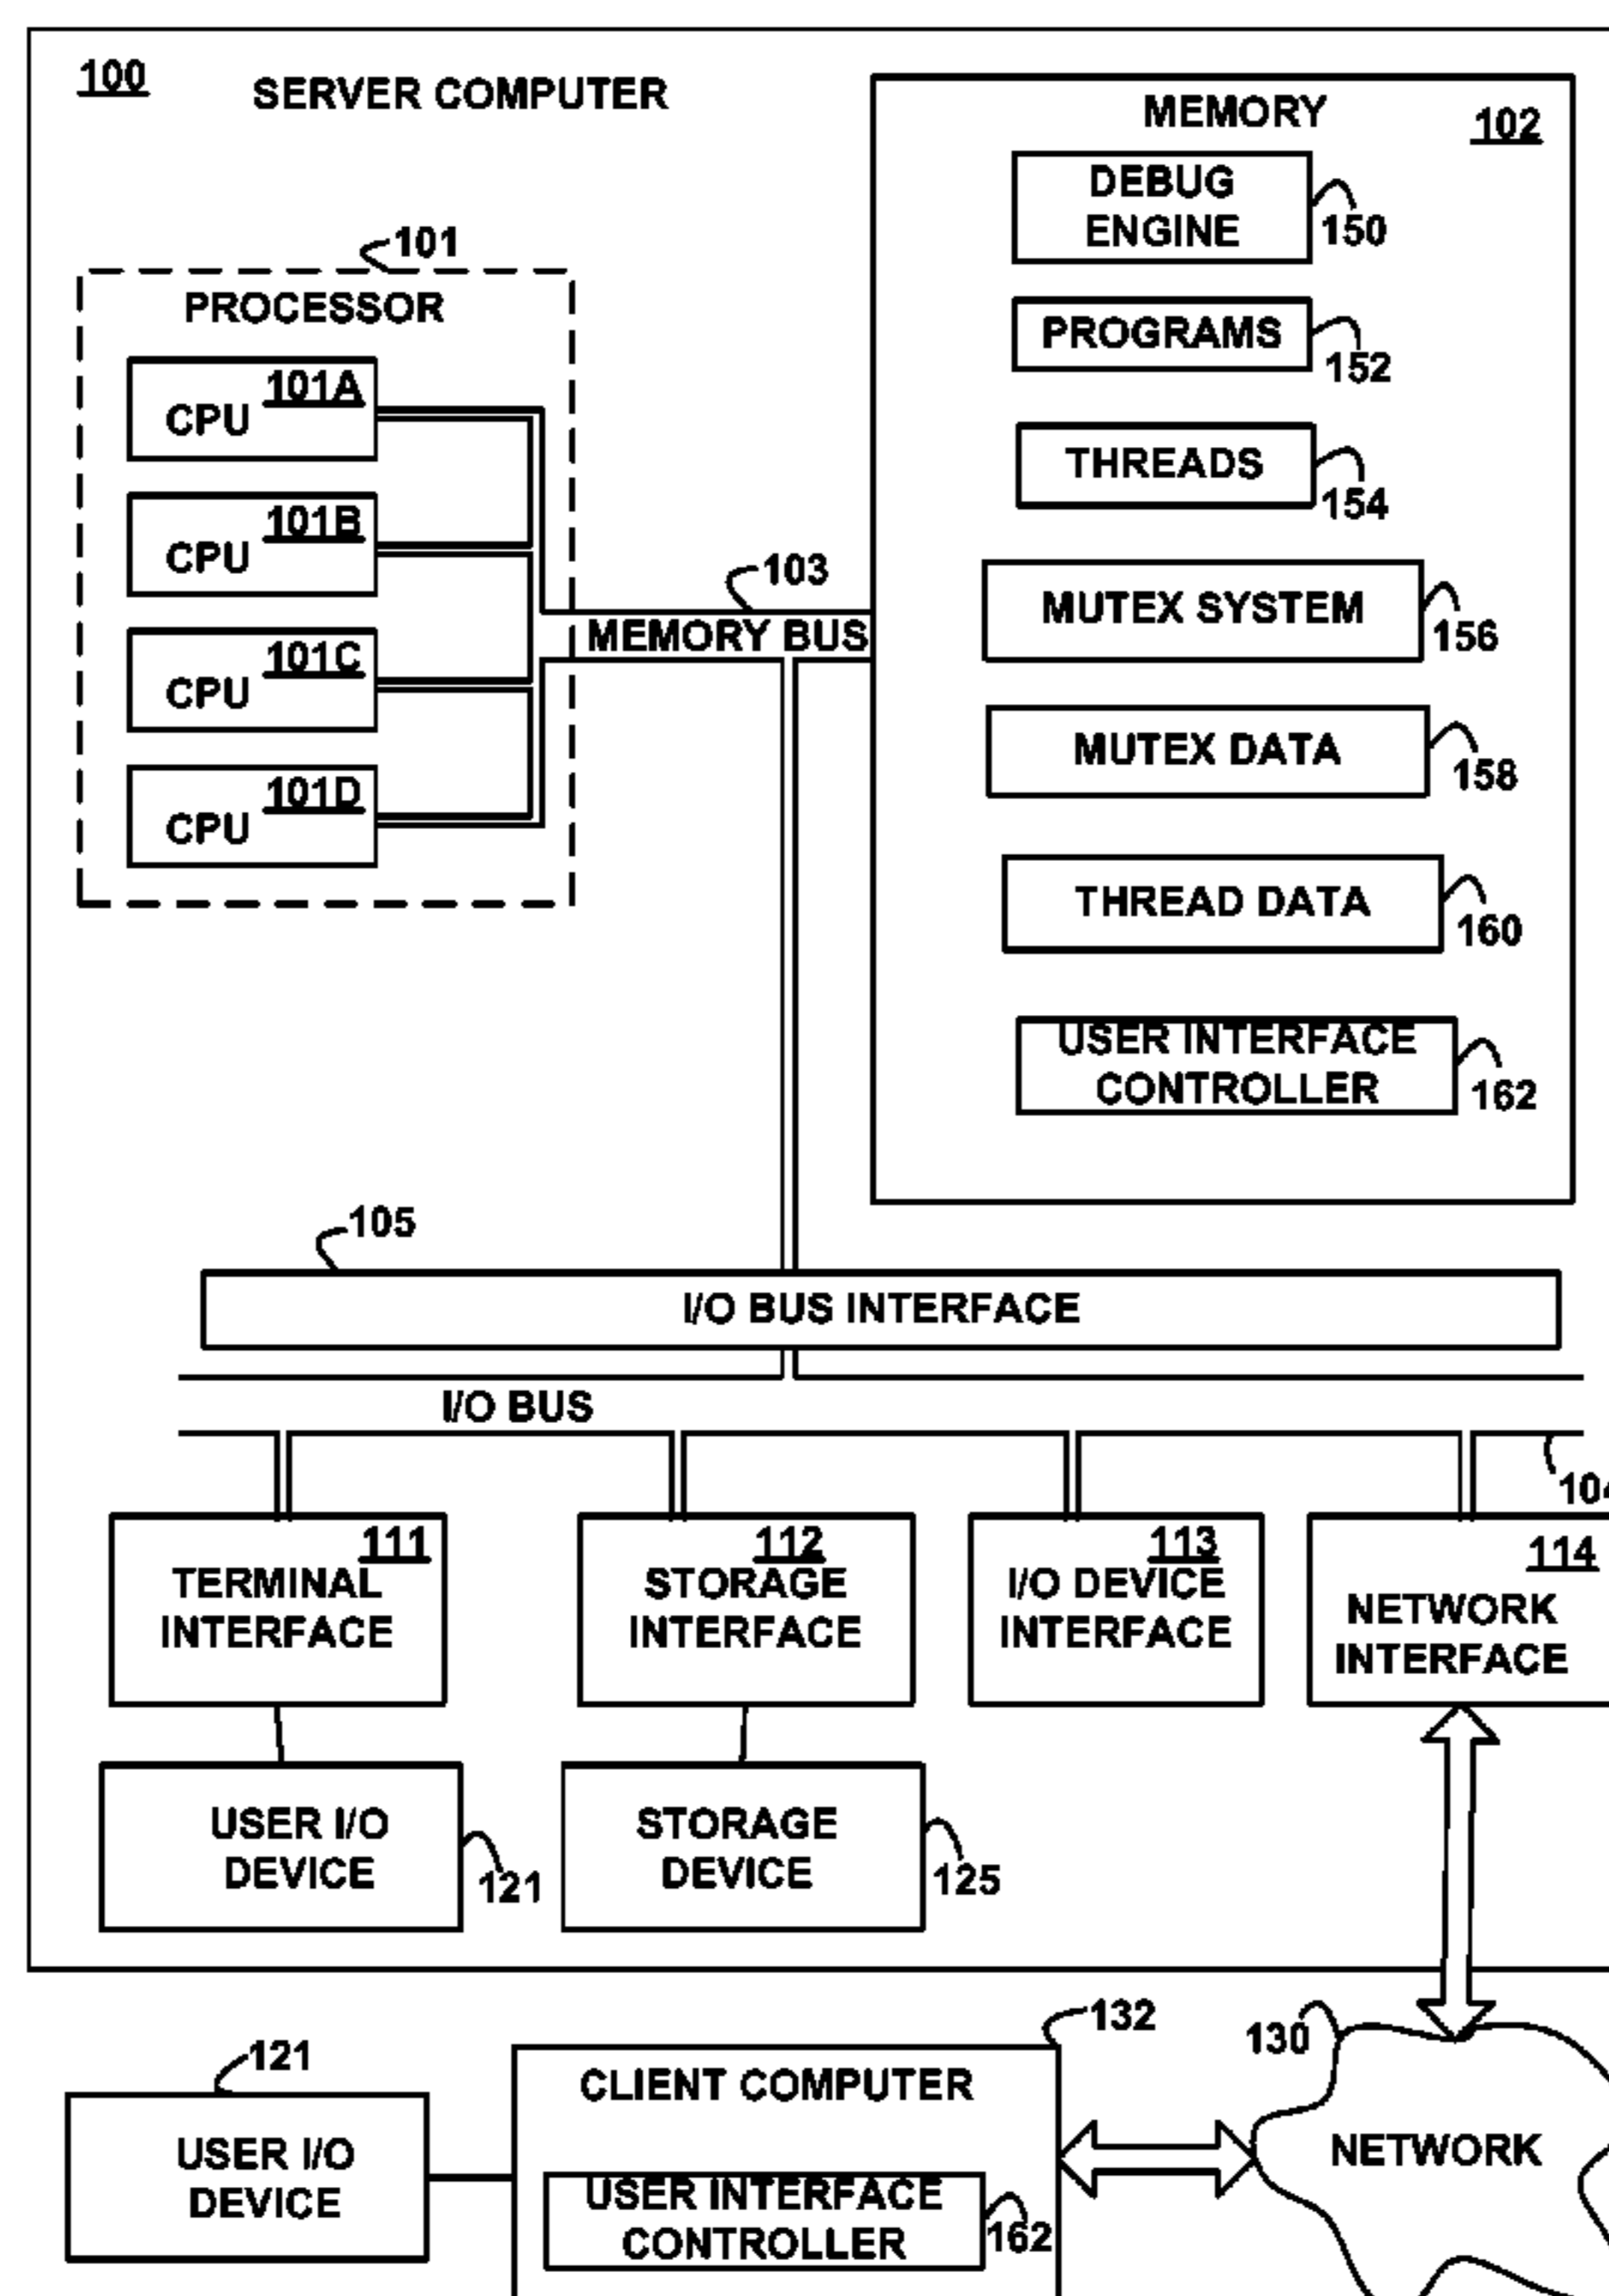 100
SERVER COMPUTER
MEMORY
102
DEBUG
ENGINE
150
PROGRAMS
152
THREADS
154
MUTEX SYSTEM
156
MUTEX DATA
158
THREAD DATA
160
USER INTERFACE
CONTROLLER
162
101
PROCESSOR
101A
CPU
101B
CPU
101C
CPU
101D
CPU
103
MEMORY BUS
105
I/O BUS INTERFACE
I/O BUS
104
111
TERMINAL
INTERFACE
112
STORAGE
INTERFACE
113
I/O DEVICE
INTERFACE
114
NETWORK
INTERFACE
USER I/O
DEVICE
121
STORAGE
DEVICE
125
132
130
121
CLIENT COMPUTER
NETWORK
USER I/O
DEVICE
USER INTERFACE
CONTROLLER
162